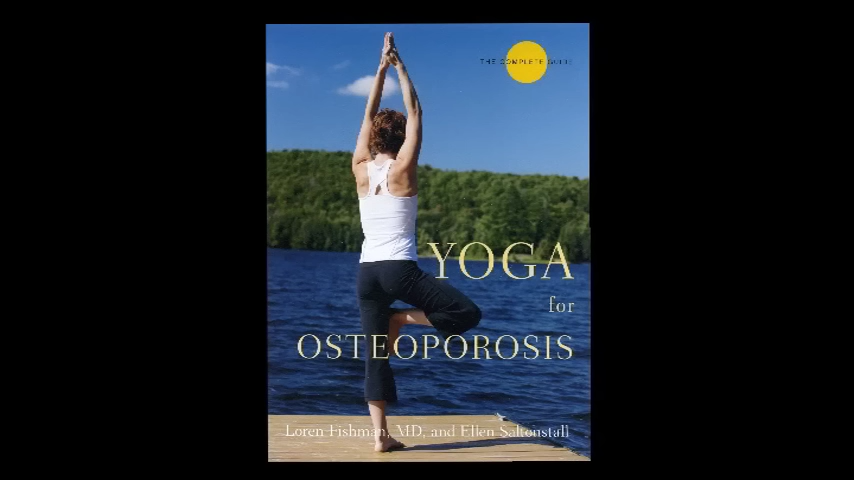 THE COMPLETE GUIDE
YOGA
for
OSTEOPOROSIS
Loren Fishman, MD, and Ellen Saltonstall